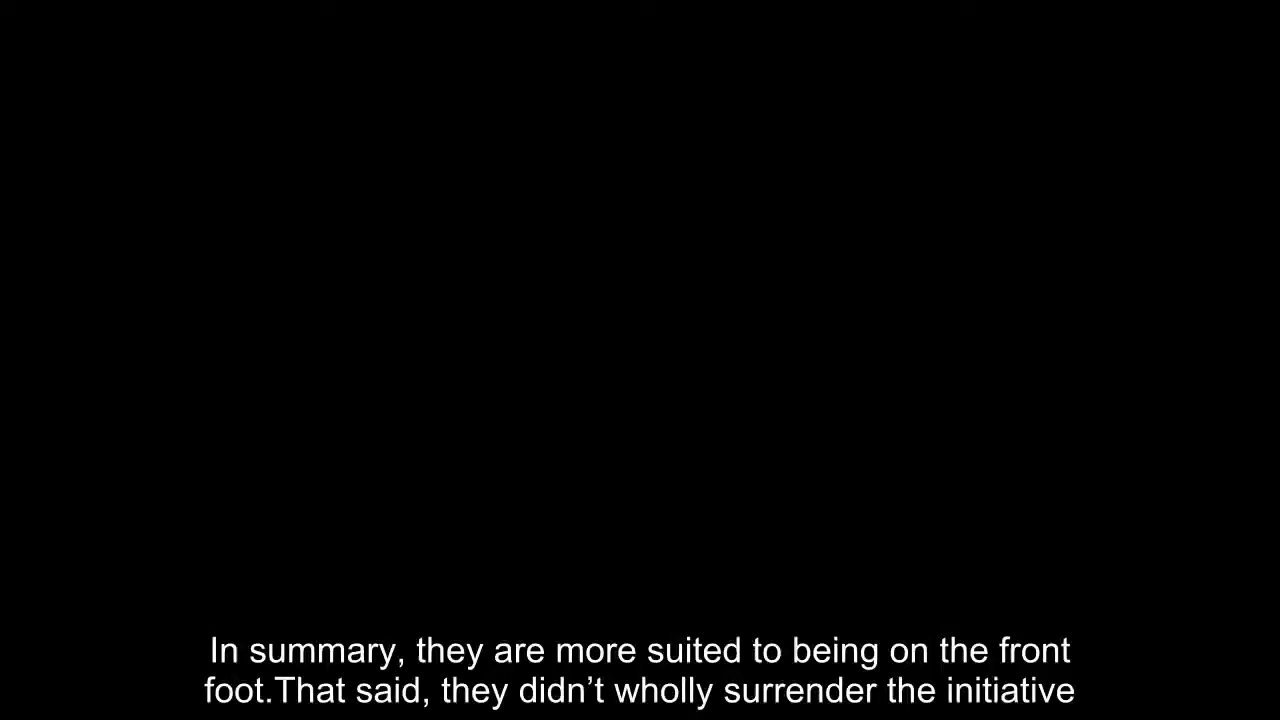 In summary, they are more suited to being on the front
foot.That said, they didn’t wholly surrender the initiative